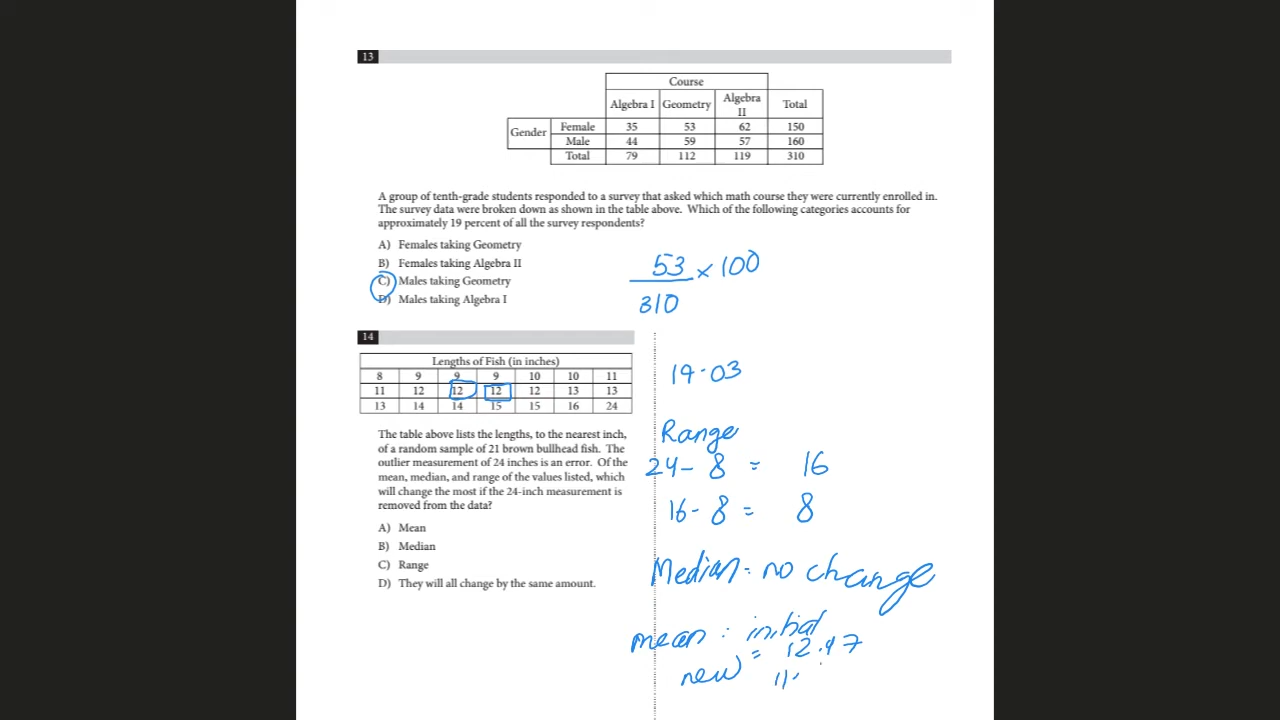 13
Course
Algebra I Geometry Algebra II Total
Gender Female 35 53 62 150
Male 44 59 57 160
Total 79 112 119 310
A group of tenth-grade students responded to a survey that asked which math course they were currently enrolled in.
The survey data were broken down as shown in the table above. Which of the following categories accounts for
approximately 19 percent of all the survey respondents?
A) Females taking Geometry
B) Females taking Algebra II
C) Males taking Geometry
D) Males taking Algebra I
53 × 100
310
14
Lengths of Fish (in inches)
8 9 9 9 10 10 11
11 12 12 12 12 13 13
13 14 14 15 15 16 24
The table above lists the lengths, to the nearest inch,
of a random sample of 21 brown bullhead fish. The
outlier measurement of 24 inches is an error. Of the
mean, median, and range of the values listed, which
will change the most if the 24-inch measurement is
removed from the data?
A) Mean
B) Median
C) Range
D) They will all change by the same amount.
19.03
Range
24 - 8 = 16
16 - 8 = 8
Median = no change
mean : initial
= 12.47
new 11.